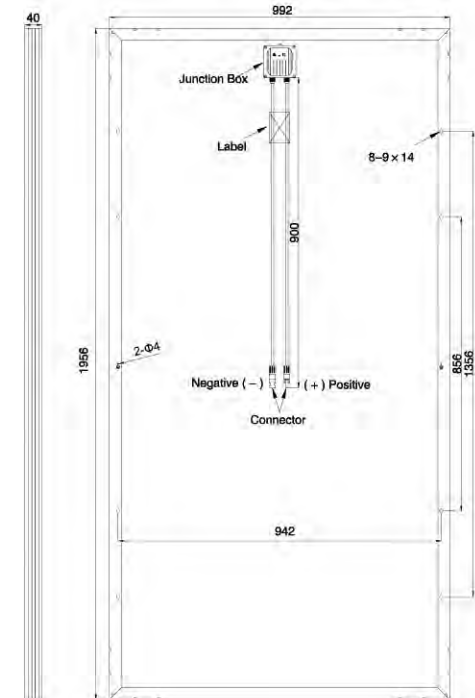 40
992
Junction Box
Label
8-9 × 14
900
2-Φ4
1956
856
1356
Negative (−)
(+) Positive
Connector
942